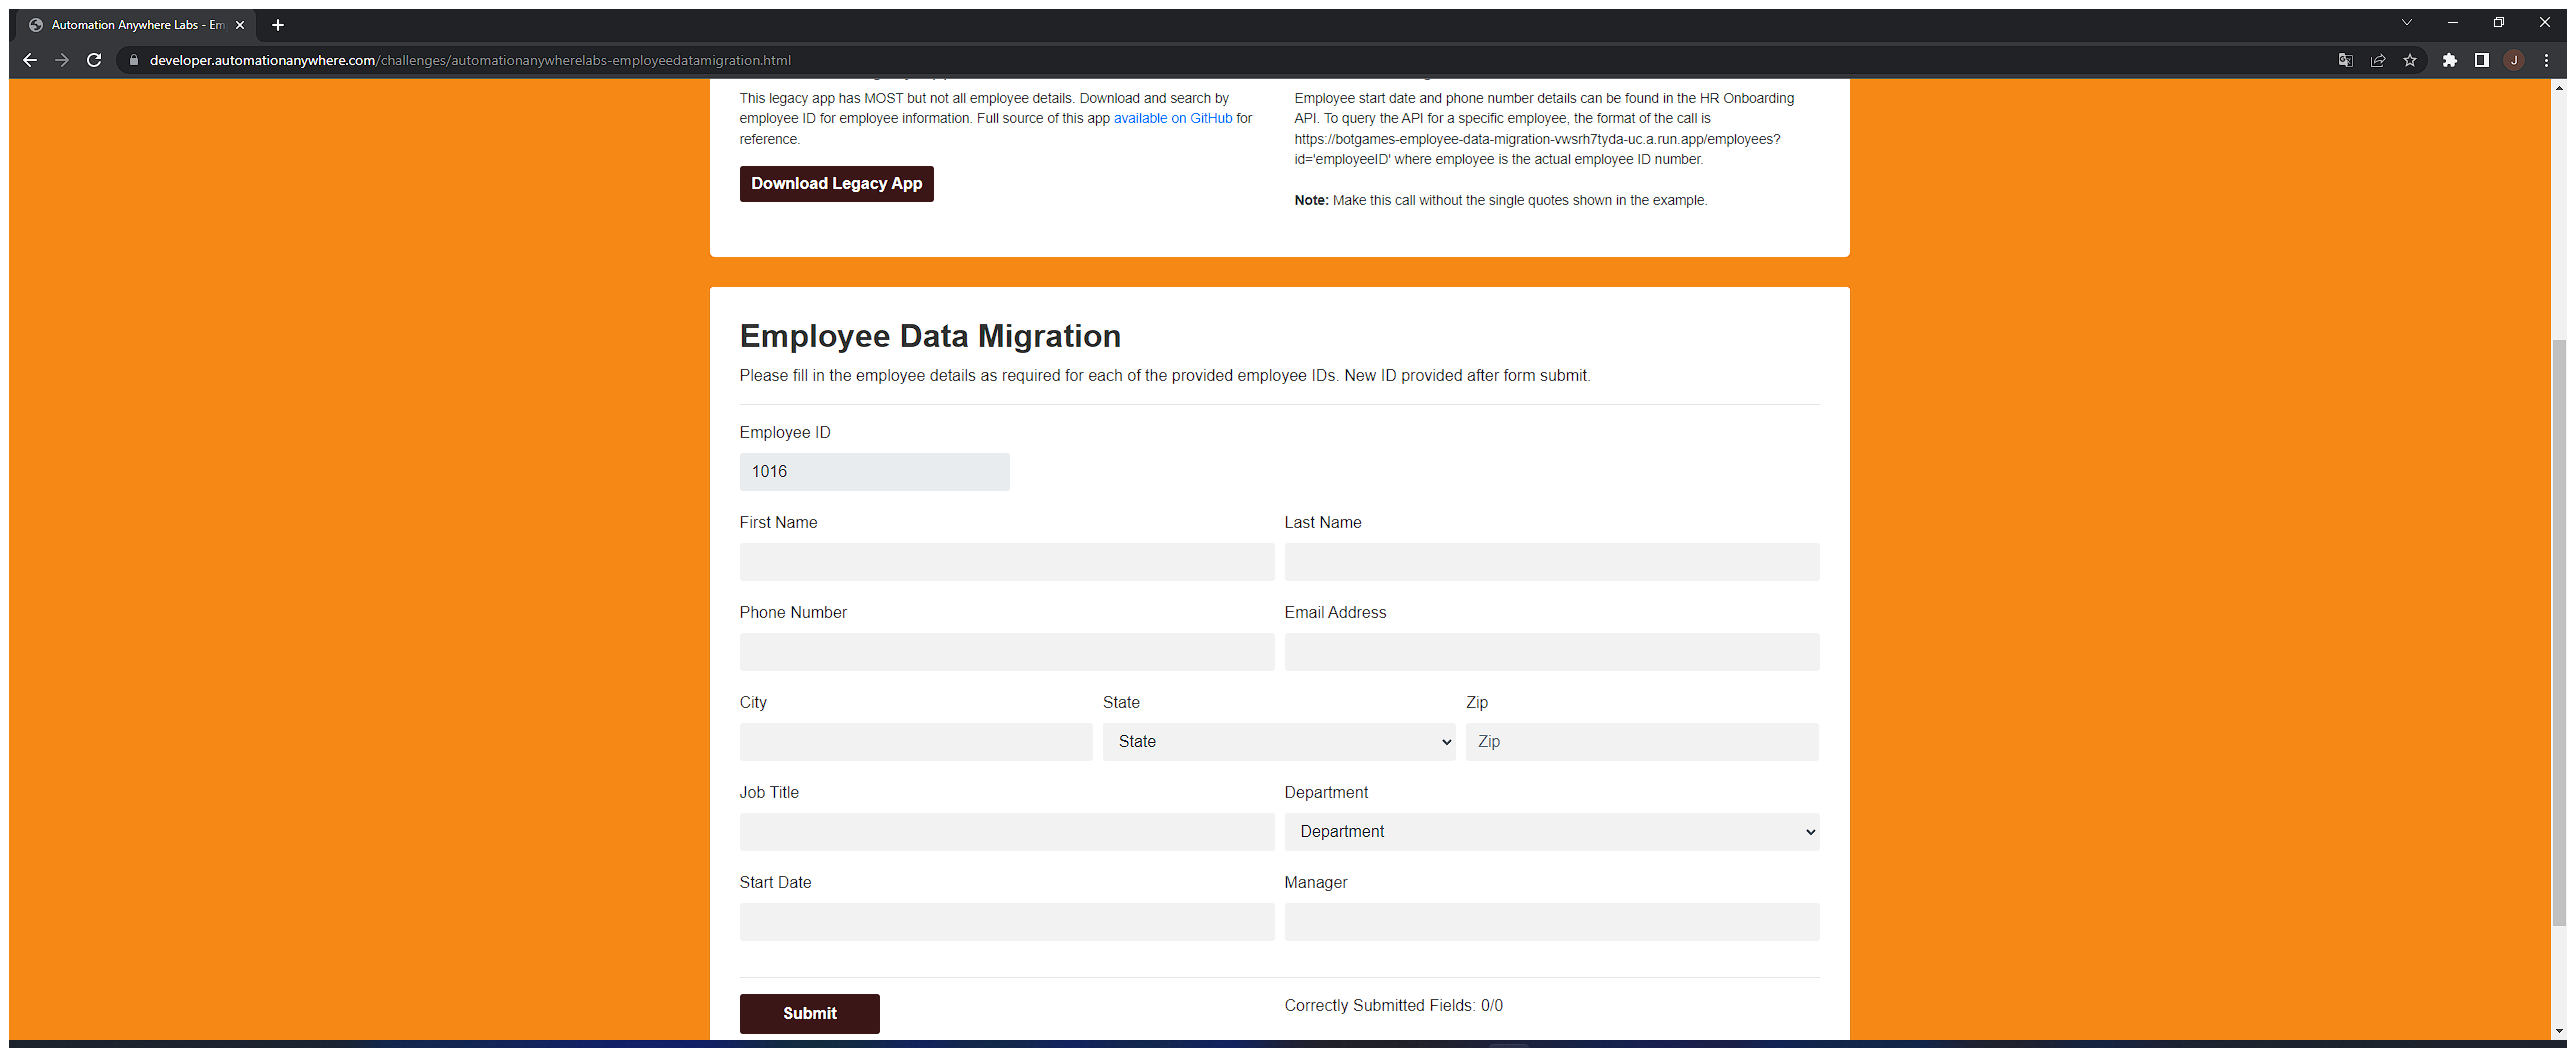 Automation Anywhere Labs - Em
developer.automationanywhere.com/challenges/automationanywherelabs-employeedatamigration.html
J
This legacy app has MOST but not all employee details. Download and search by
employee ID for employee information. Full source of this app available on GitHub for
reference.
Download Legacy App
Employee start date and phone number details can be found in the HR Onboarding
API. To query the API for a specific employee, the format of the call is
https://botgames-employee-data-migration-vwsrh7tyda-uc.a.run.app/employees?
id='employeeID' where employee is the actual employee ID number.
Note: Make this call without the single quotes shown in the example.
Employee Data Migration
Please fill in the employee details as required for each of the provided employee IDs. New ID provided after form submit.
Employee ID
1016
First Name
Last Name
Phone Number
Email Address
City
State
Zip
State
Zip
Job Title
Department
Department
Start Date
Manager
Submit
Correctly Submitted Fields: 0/0